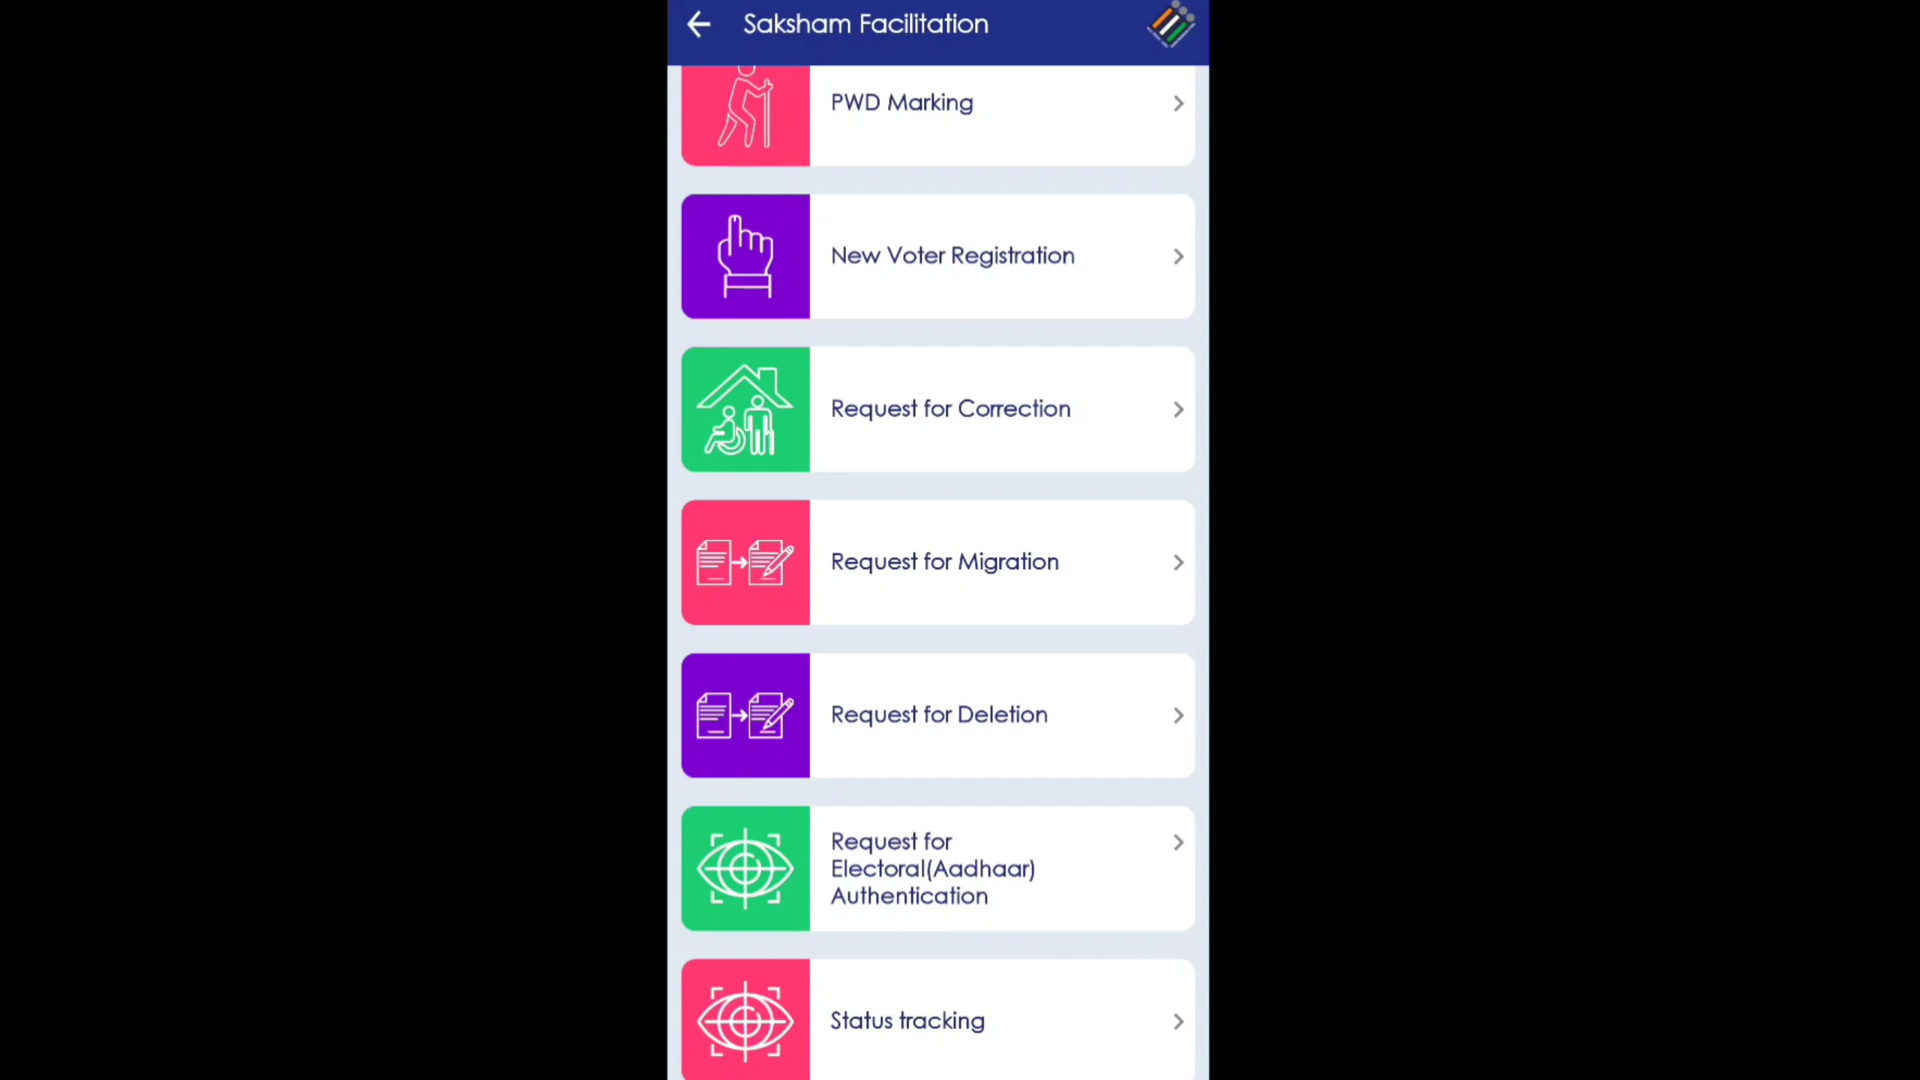 Saksham Facilitation
PWD Marking
New Voter Registration
Request for Correction
Request for Migration
Request for Deletion
Request for
Electoral(Aadhaar)
Authentication
Status tracking